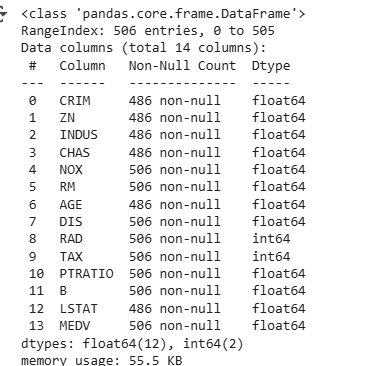 <class 'pandas.core.frame.DataFrame'>
RangeIndex: 506 entries, 0 to 505
Data columns (total 14 columns):
 #   Column   Non-Null Count  Dtype
---  ------   --------------  -----
 0   CRIM     486 non-null    float64
 1   ZN       486 non-null    float64
 2   INDUS    486 non-null    float64
 3   CHAS     486 non-null    float64
 4   NOX      506 non-null    float64
 5   RM       506 non-null    float64
 6   AGE      486 non-null    float64
 7   DIS      506 non-null    float64
 8   RAD      506 non-null    int64
 9   TAX      506 non-null    int64
 10  PTRATIO  506 non-null    float64
 11  B        506 non-null    float64
 12  LSTAT    486 non-null    float64
 13  MEDV     506 non-null    float64
dtypes: float64(12), int64(2)
memory usage: 55.5 KB